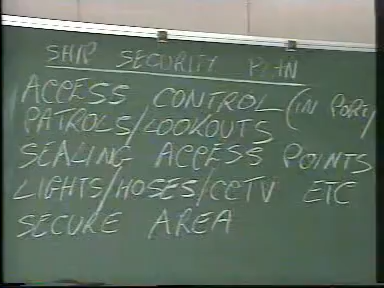 SHIP SECURITY PLAN
ACCESS CONTROL (IN PORT)
PATROLS/LOOKOUTS
SEALING ACCESS POINTS
LIGHTS/HOSES/CCTV ETC
SECURE AREA